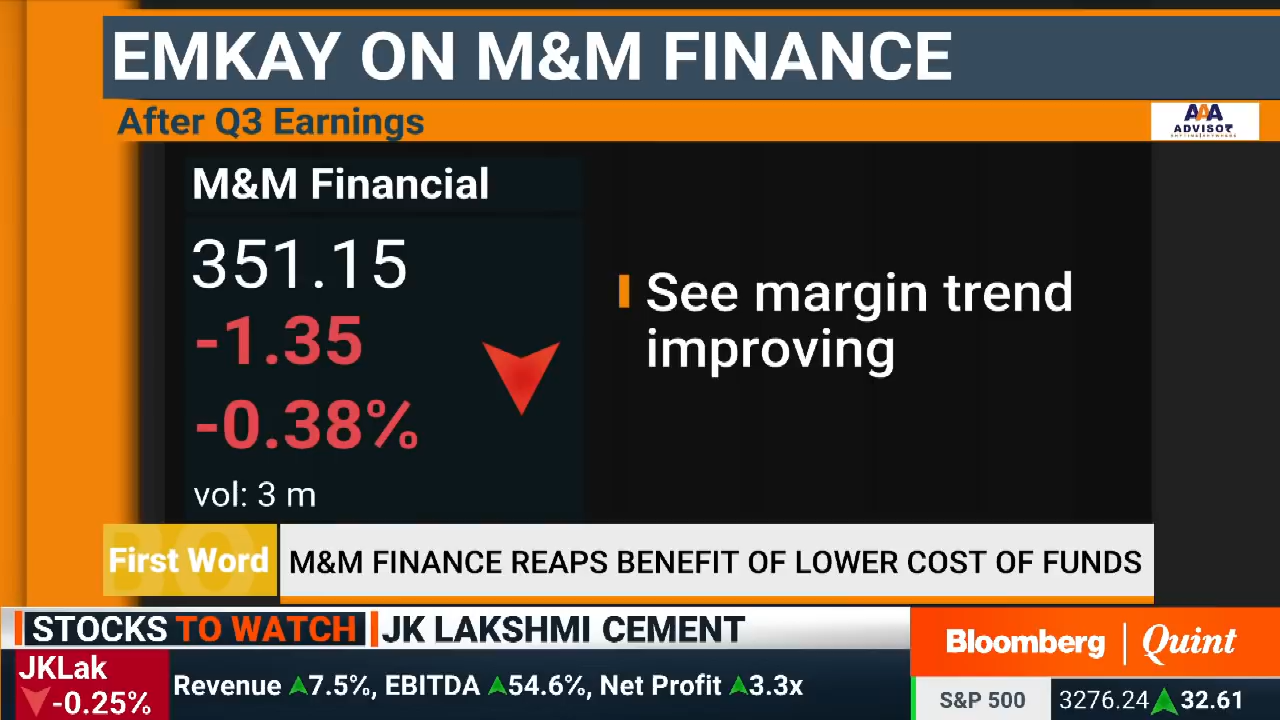 EMKAY ON M&M FINANCE
After Q3 Earnings
AAA
ADVISO₹
M&M Financial
351.15
-1.35
-0.38%
vol: 3 m
See margin trend
improving
First Word
M&M FINANCE REAPS BENEFIT OF LOWER COST OF FUNDS
STOCKS TO WATCH
JK LAKSHMI CEMENT
JKLak
-0.25%
Revenue ▲7.5%, EBITDA ▲54.6%, Net Profit ▲3.3x
Bloomberg | Quint
S&P 500 3276.24 ▲ 32.61